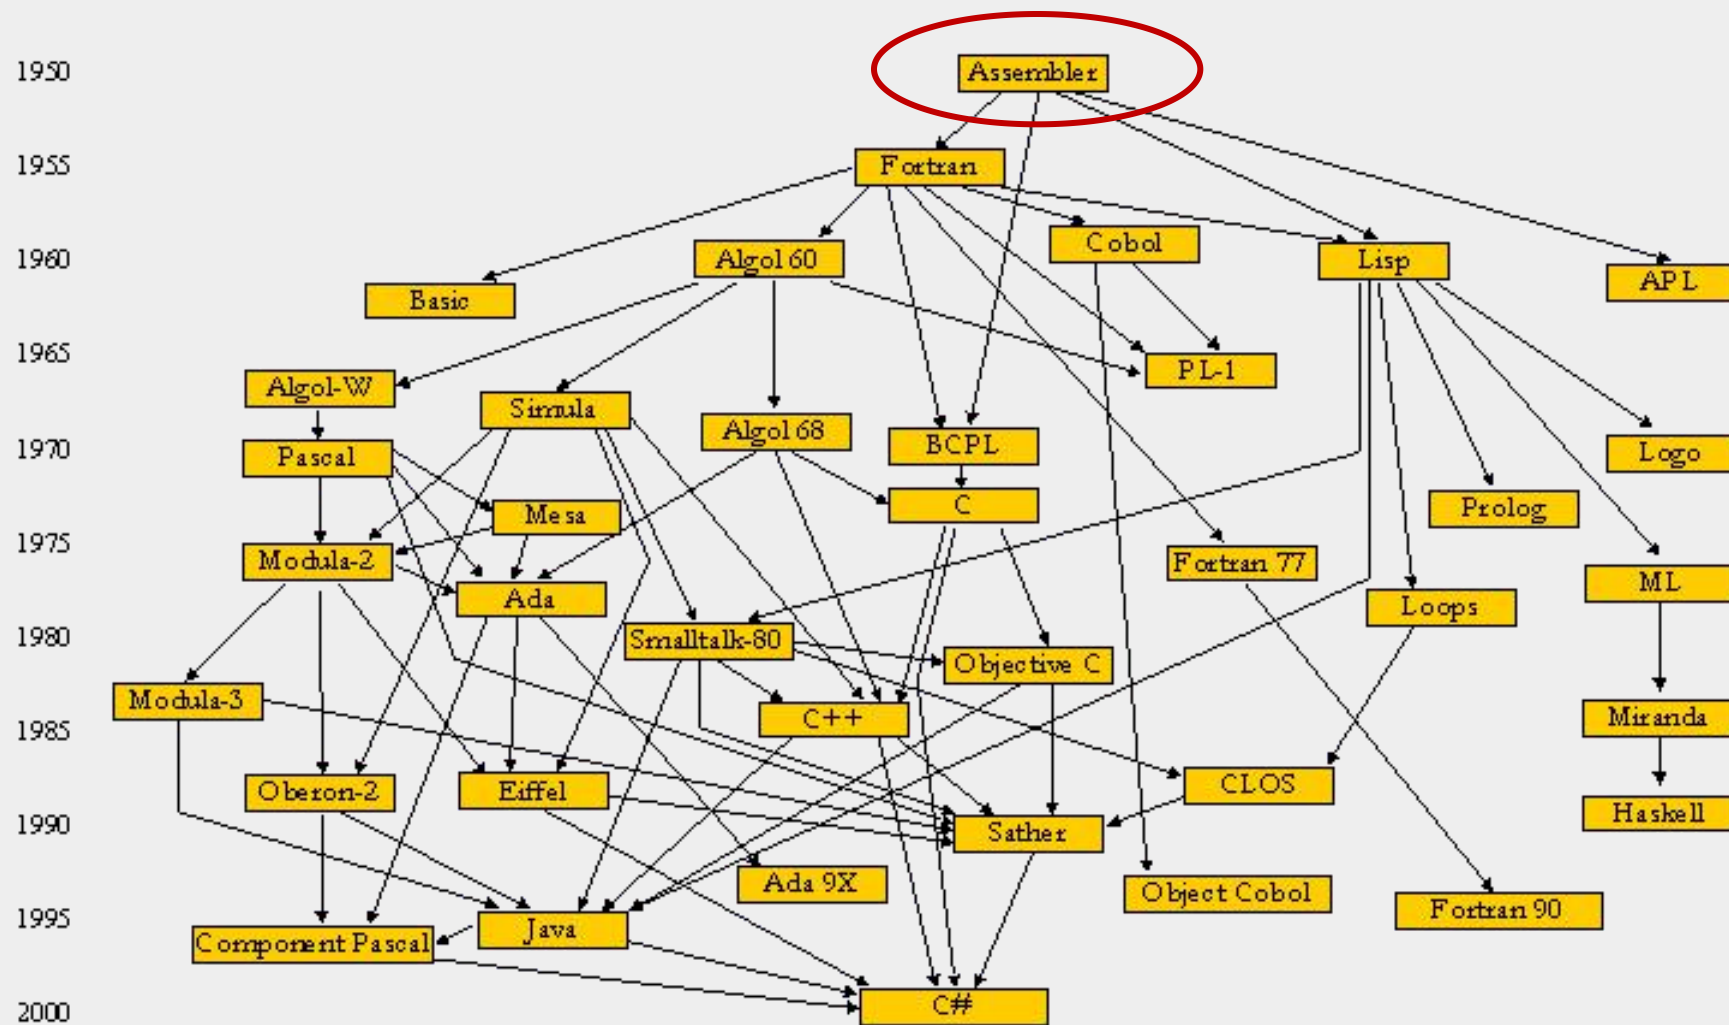 1950
Assembler
1955
Fortran
Cobol
1960
Algol 60
Lisp
APL
Basic
1965
PL-1
Algol-W
Simula
Algol 68
BCPL
1970
Pascal
Logo
C
Prolog
Mesa
1975
Modula-2
Fortran 77
ML
Ada
Loops
1980
Smalltalk-80
Objective C
Modula-3
C++
Miranda
1985
Oberon-2
Eiffel
CLOS
Haskell
1990
Sather
Ada 9X
Object Cobol
Fortran 90
1995
Java
Component Pascal
C#
2000